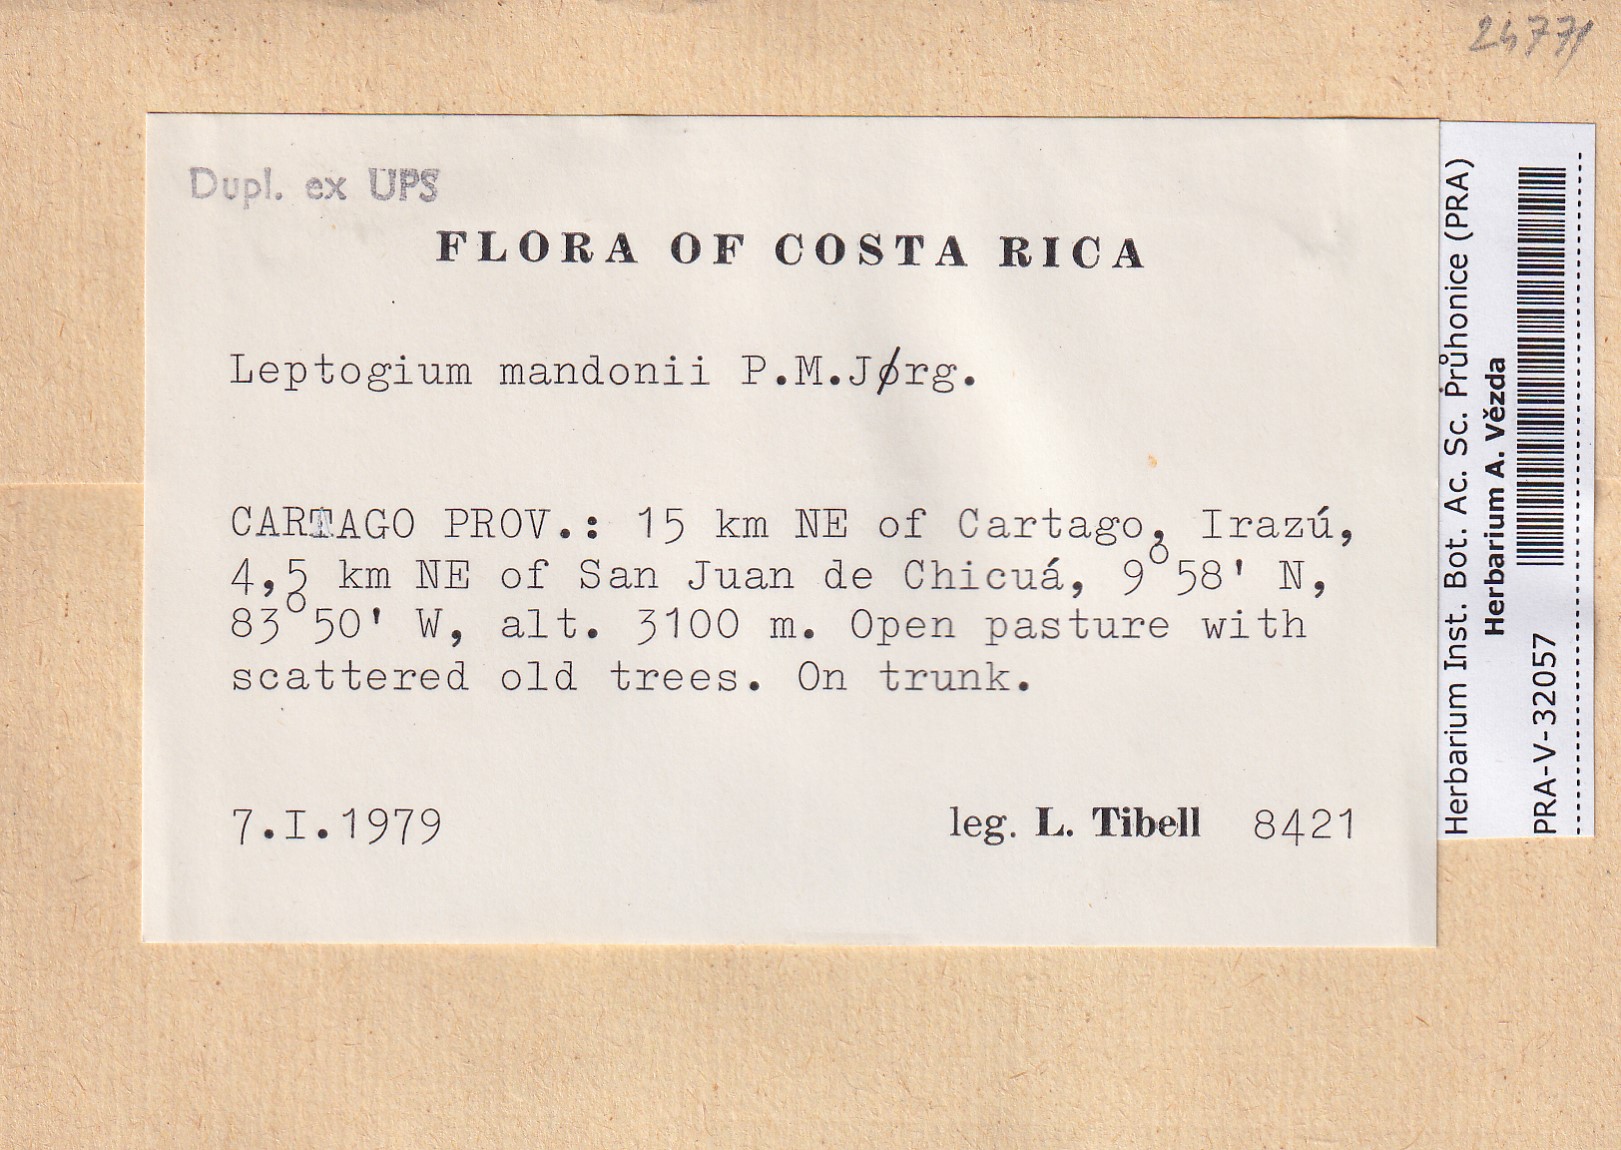 Dupl. ex UPS
FLORA OF COSTA RICA
Leptogium mandonii P.M.Jørg.
CARTAGO PROV.: 15 km NE of Cartago, Irazú,
4,5 km NE of San Juan de Chicuá, 9°58' N,
83°50' W, alt. 3100 m. Open pasture with
scattered old trees. On trunk.
7.I.1979 leg. L. Tibell 8421
Herbarium Inst. Bot. Ac. Sc. Průhonice (PRA)
Herbarium A. Vězda
PRA-V-32057